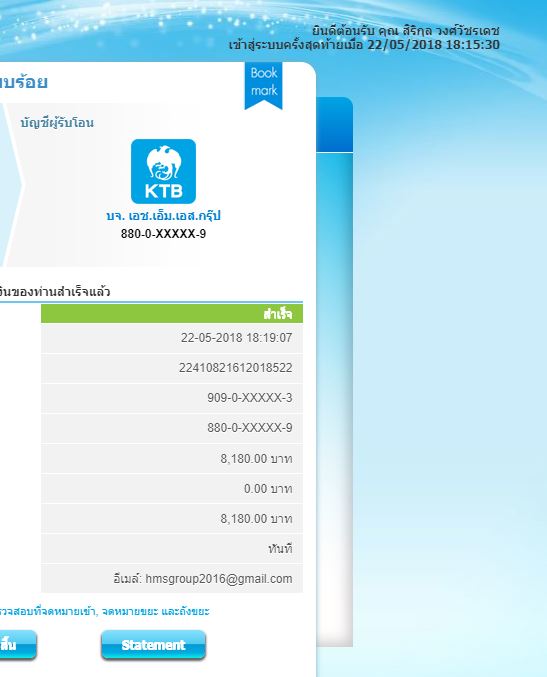 ยินดีต้อนรับ คุณ สิริกุล วงศ์วัชรเดช
เข้าสู่ระบบครั้งสุดท้ายเมื่อ 22/05/2018 18:15:30
Book
mark
บร้อย
บัญชีผู้รับโอน
KTB
บจ. เอช.เอ็ม.เอส.กรุ๊ป
880-0-XXXXX-9
งินของท่านสำเร็จแล้ว
สำเร็จ
22-05-2018 18:19:07
22410821612018522
909-0-XXXXX-3
880-0-XXXXX-9
8,180.00 บาท
0.00 บาท
8,180.00 บาท
ทันที
อีเมล์: hmsgroup2016@gmail.com
รวจสอบที่จดหมายเข้า, จดหมายขยะ และถังขยะ
สิ้น
Statement